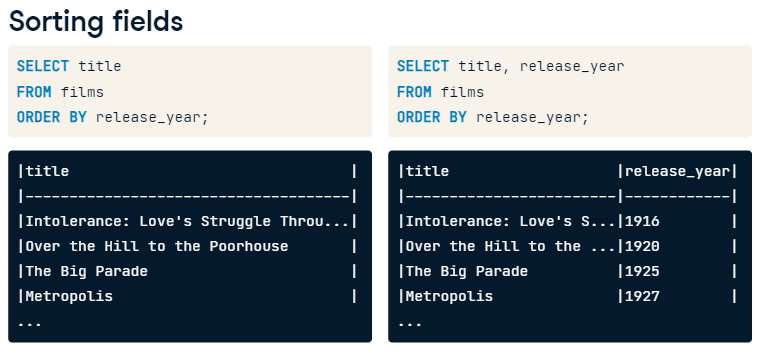 Sorting fields
SELECT title
FROM films
ORDER BY release_year;
|title                               |
|------------------------------------|
|Intolerance: Love's Struggle Throu...|
|Over the Hill to the Poorhouse       |
|The Big Parade                       |
|Metropolis                           |
...
SELECT title, release_year
FROM films
ORDER BY release_year;
|title                  |release_year|
|-----------------------|------------|
|Intolerance: Love's S...|1916        |
|Over the Hill to the ...|1920        |
|The Big Parade          |1925        |
|Metropolis              |1927        |
...